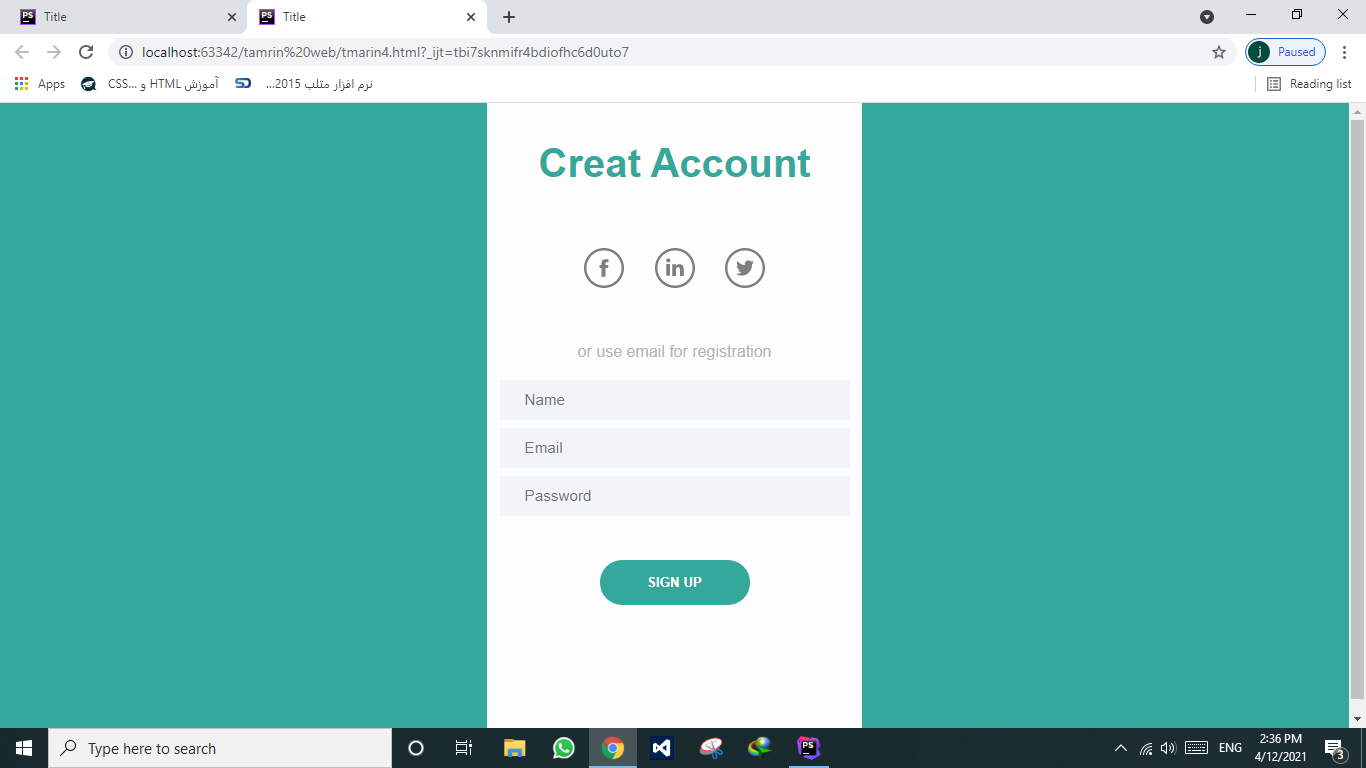 Title
Title
localhost:63342/tamrin%20web/tmarin4.html?_ijt=tbi7sknmifr4bdiofhc6d0uto7
j Paused
Apps
آموزش HTML و CSS...
نرم افزار متلب 2015...
Reading list
Creat Account
f
in
or use email for registration
Name
Email
Password
SIGN UP
Type here to search
ENG
2:36 PM
4/12/2021
3